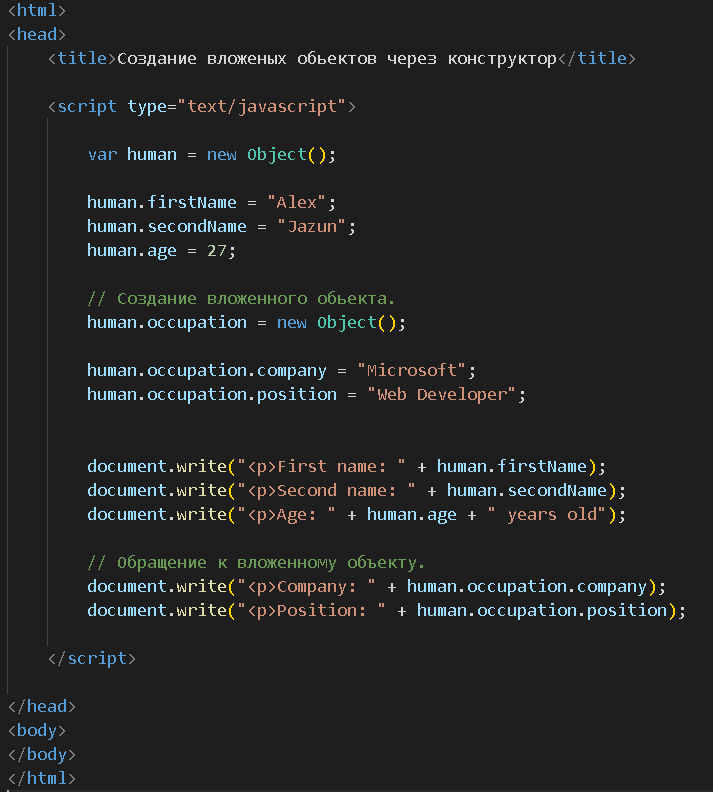 <html>
<head>
<title>Создание вложеных обьектов через конструктор</title>
<script type="text/javascript">
var human = new Object();
human.firstName = "Alex";
human.secondName = "Jazun";
human.age = 27;
// Создание вложенного обьекта.
human.occupation = new Object();
human.occupation.company = "Microsoft";
human.occupation.position = "Web Developer";
document.write("<p>First name: " + human.firstName);
document.write("<p>Second name: " + human.secondName);
document.write("<p>Age: " + human.age + " years old");
// Обращение к вложенному объекту.
document.write("<p>Company: " + human.occupation.company);
document.write("<p>Position: " + human.occupation.position);
</script>
</head>
<body>
</body>
</html>